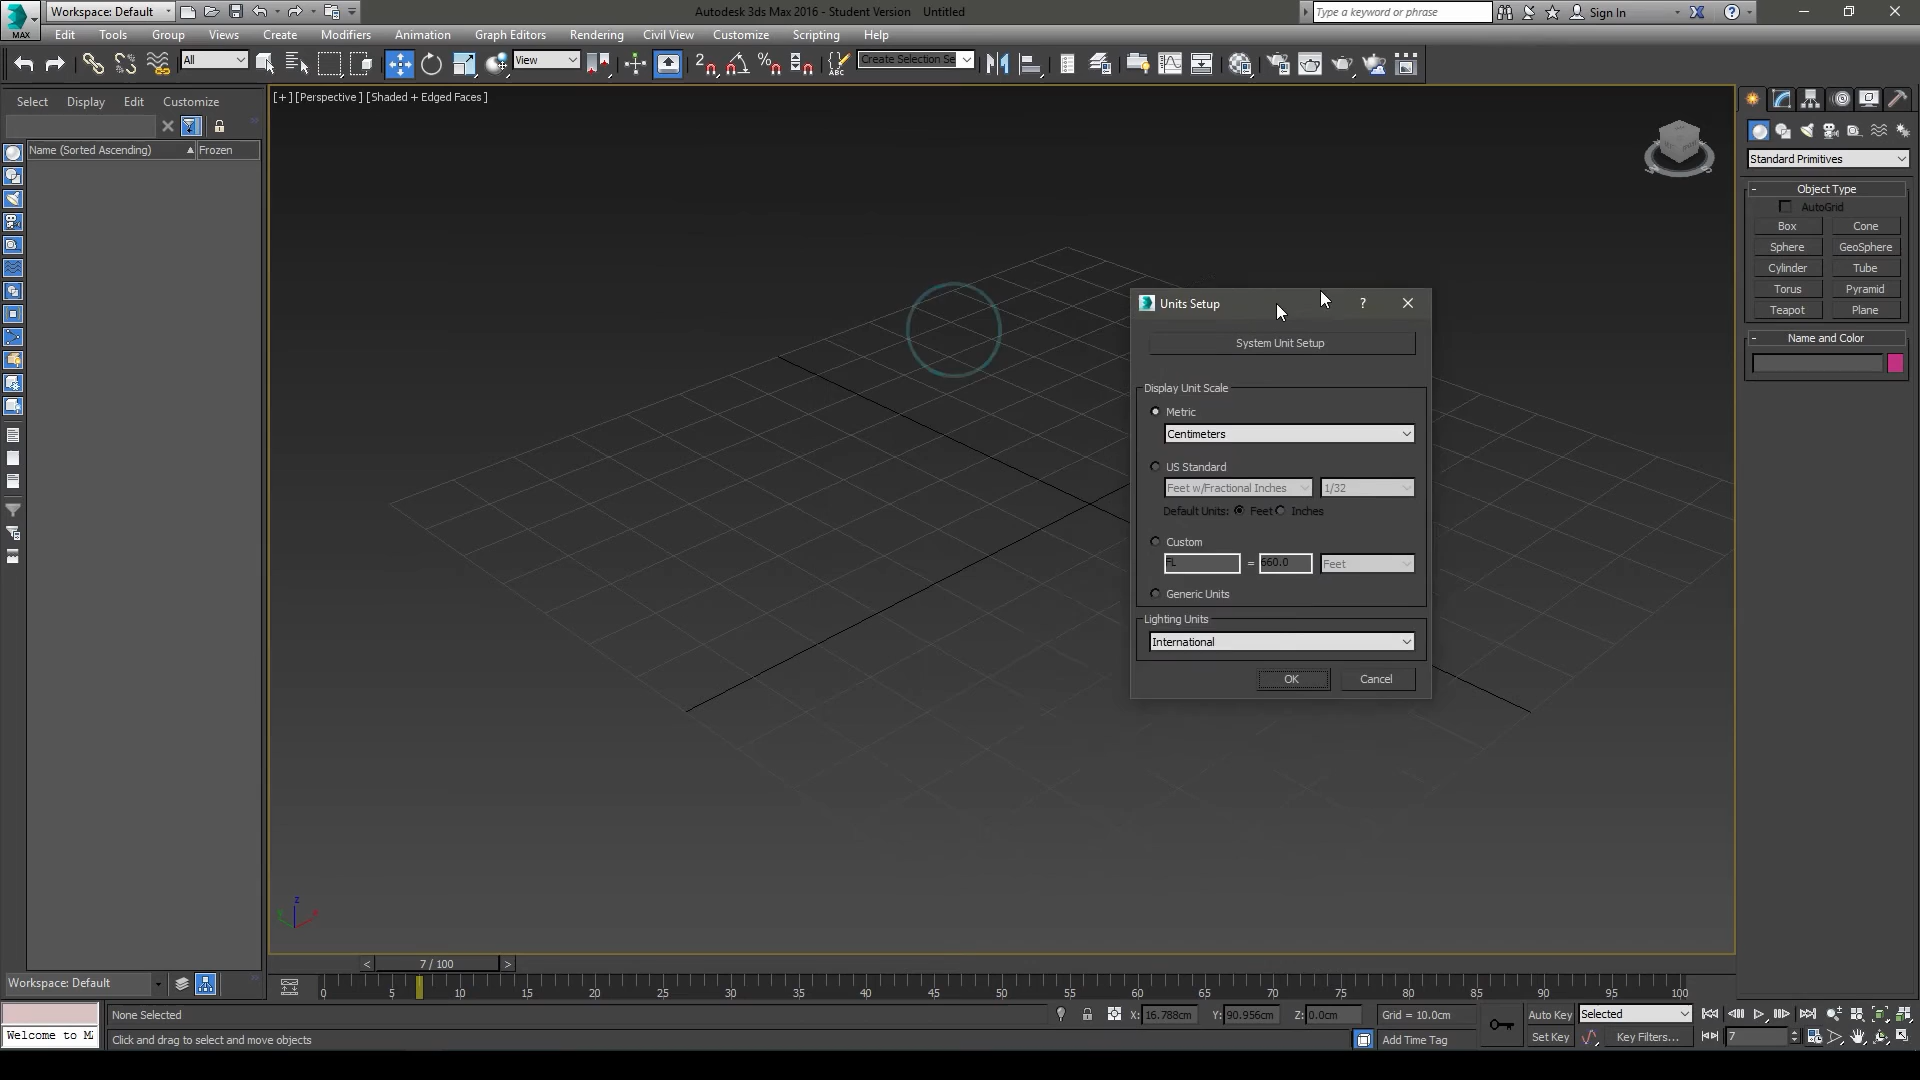 Workspace: Default
Autodesk 3ds Max 2016 - Student Version Untitled
Type a keyword or phrase
Sign In
MAX
Edit Tools Group Views Create Modifiers Animation Graph Editors Rendering Civil View Customize Scripting Help
All
View
Create Selection Se
Select Display Edit Customize
[+] [Perspective] [Shaded + Edged Faces]
Name (Sorted Ascending) Frozen
Standard Primitives
Object Type
AutoGrid
Box Cone
Sphere GeoSphere
Cylinder Tube
Torus Pyramid
Teapot Plane
Name and Color
Units Setup
System Unit Setup
Display Unit Scale
Metric
Centimeters
US Standard
Feet w/Fractional Inches 1/32
Default Units: Feet Inches
Custom
FL = 660.0 Feet
Generic Units
Lighting Units
International
OK Cancel
z
< 7 / 100 >
Workspace: Default
0 5 10 15 20 25 30 35 40 45 50 55 60 65 70 75 80 85 90 95 100
None Selected
X: 16.788cm Y: 90.956cm Z: 0.0cm Grid = 10.0cm
Auto Key Selected
Welcome to M
Click and drag to select and move objects
Add Time Tag
Set Key Key Filters...
7